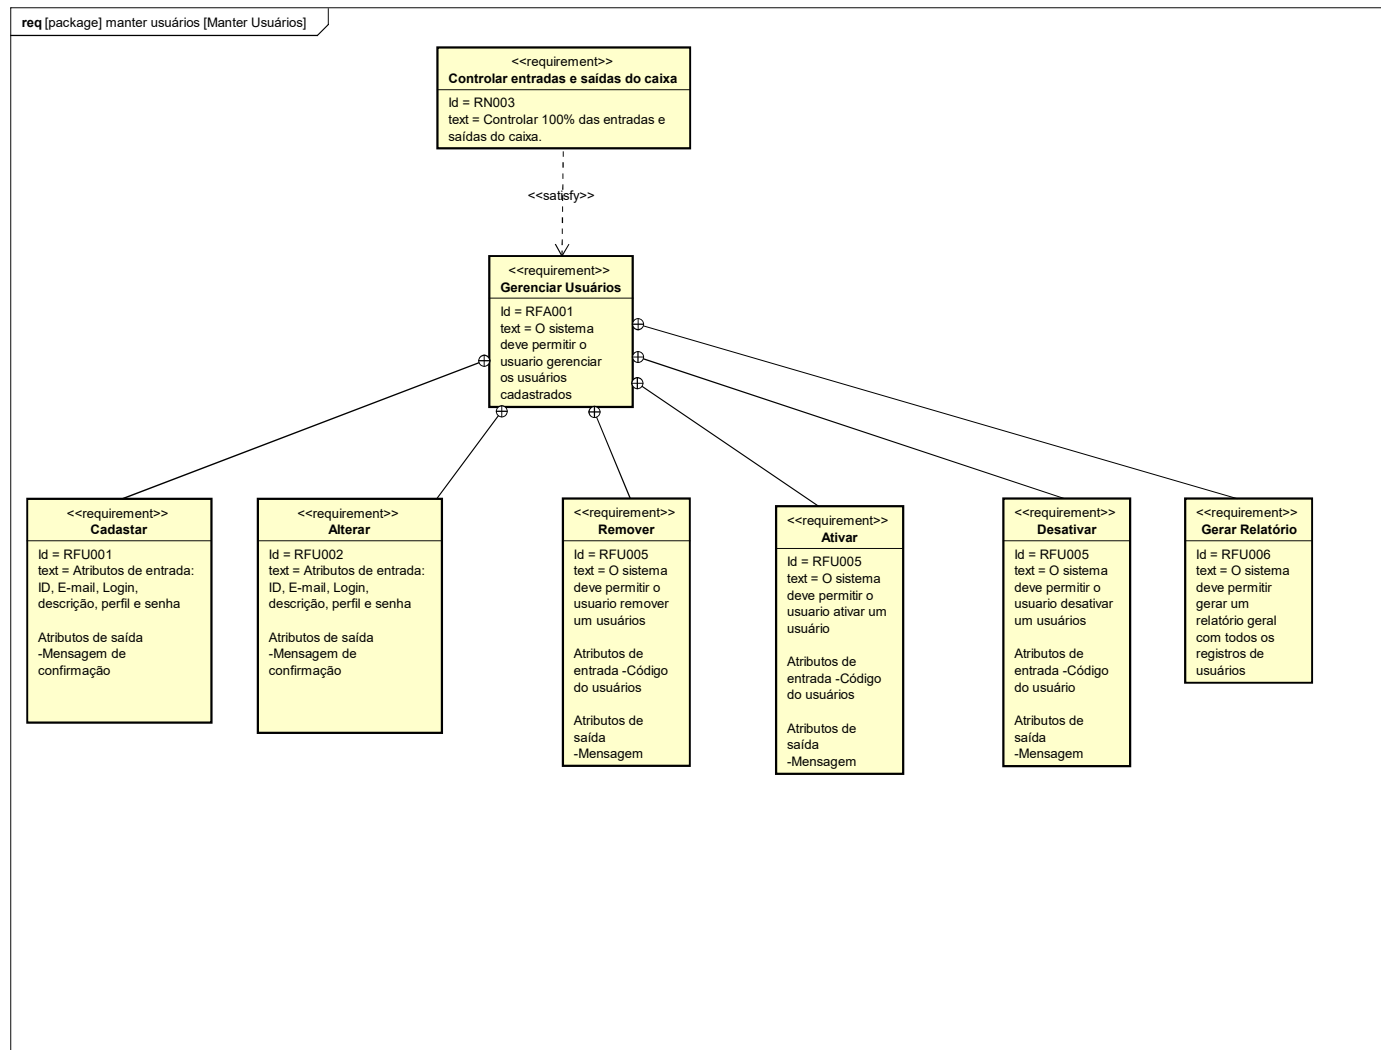 req [package] manter usuários [Manter Usuários]
<<requirement>>
Controlar entradas e saídas do caixa
Id = RN003
text = Controlar 100% das entradas e
saídas do caixa.
<<satisfy>>
<<requirement>>
Gerenciar Usuários
Id = RFA001
text = O sistema
deve permitir o
usuario gerenciar
os usuários
cadastrados
<<requirement>>
Cadastar
Id = RFU001
text = Atributos de entrada:
ID, E-mail, Login,
descrição, perfil e senha
Atributos de saída
-Mensagem de
confirmação
<<requirement>>
Alterar
Id = RFU002
text = Atributos de entrada:
ID, E-mail, Login,
descrição, perfil e senha
Atributos de saída
-Mensagem de
confirmação
<<requirement>>
Remover
Id = RFU005
text = O sistema
deve permitir o
usuario remover
um usuários
Atributos de
entrada -Código
do usuários
Atributos de
saída
-Mensagem
<<requirement>>
Ativar
Id = RFU005
text = O sistema
deve permitir o
usuario ativar um
usuário
Atributos de
entrada -Código
do usuários
Atributos de
saída
-Mensagem
<<requirement>>
Desativar
Id = RFU005
text = O sistema
deve permitir o
usuario desativar
um usuários
Atributos de
entrada -Código
do usuário
Atributos de
saída
-Mensagem
<<requirement>>
Gerar Relatório
Id = RFU006
text = O sistema
deve permitir
gerar um
relatório geral
com todos os
registros de
usuários